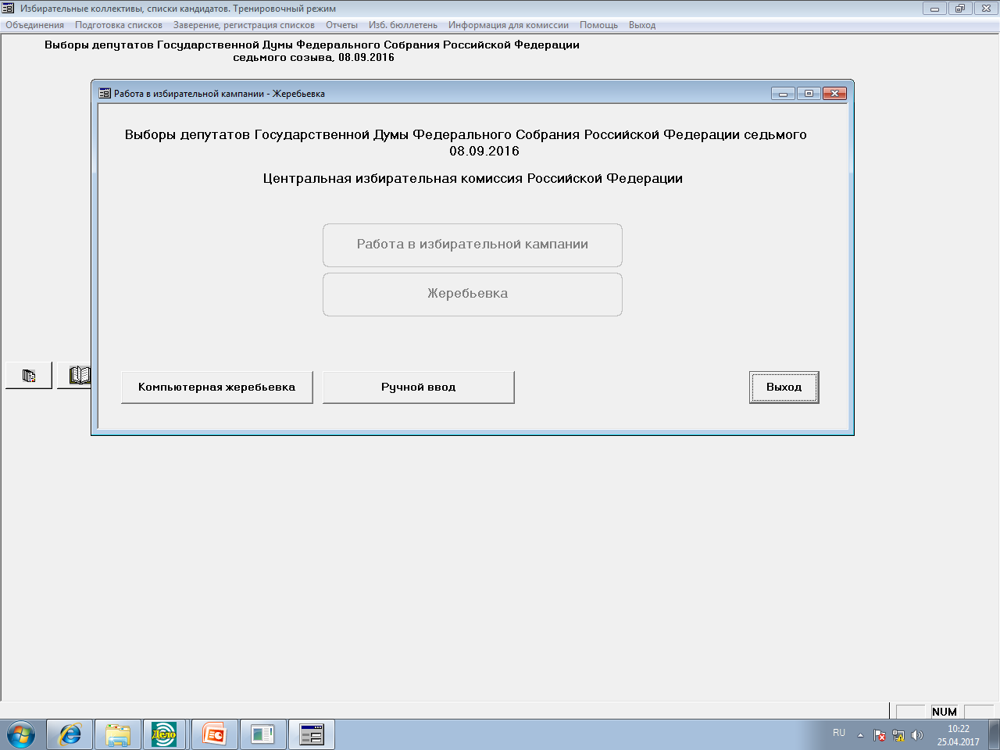 Избирательные коллективы, списки кандидатов. Тренировочный режим
Объединения Подготовка списков Заверение, регистрация списков Отчеты Изб. бюллетень Информация для комиссии Помощь Выход
Выборы депутатов Государственной Думы Федерального Собрания Российской Федерации
седьмого созыва, 08.09.2016
Работа в избирательной кампании - Жеребьевка
Выборы депутатов Государственной Думы Федерального Собрания Российской Федерации седьмого
08.09.2016
Центральная избирательная комиссия Российской Федерации
Работа в избирательной кампании
Жеребьевка
Компьютерная жеребьевка Ручной ввод Выход
NUM
Дело
RU
10:22
25.04.2017